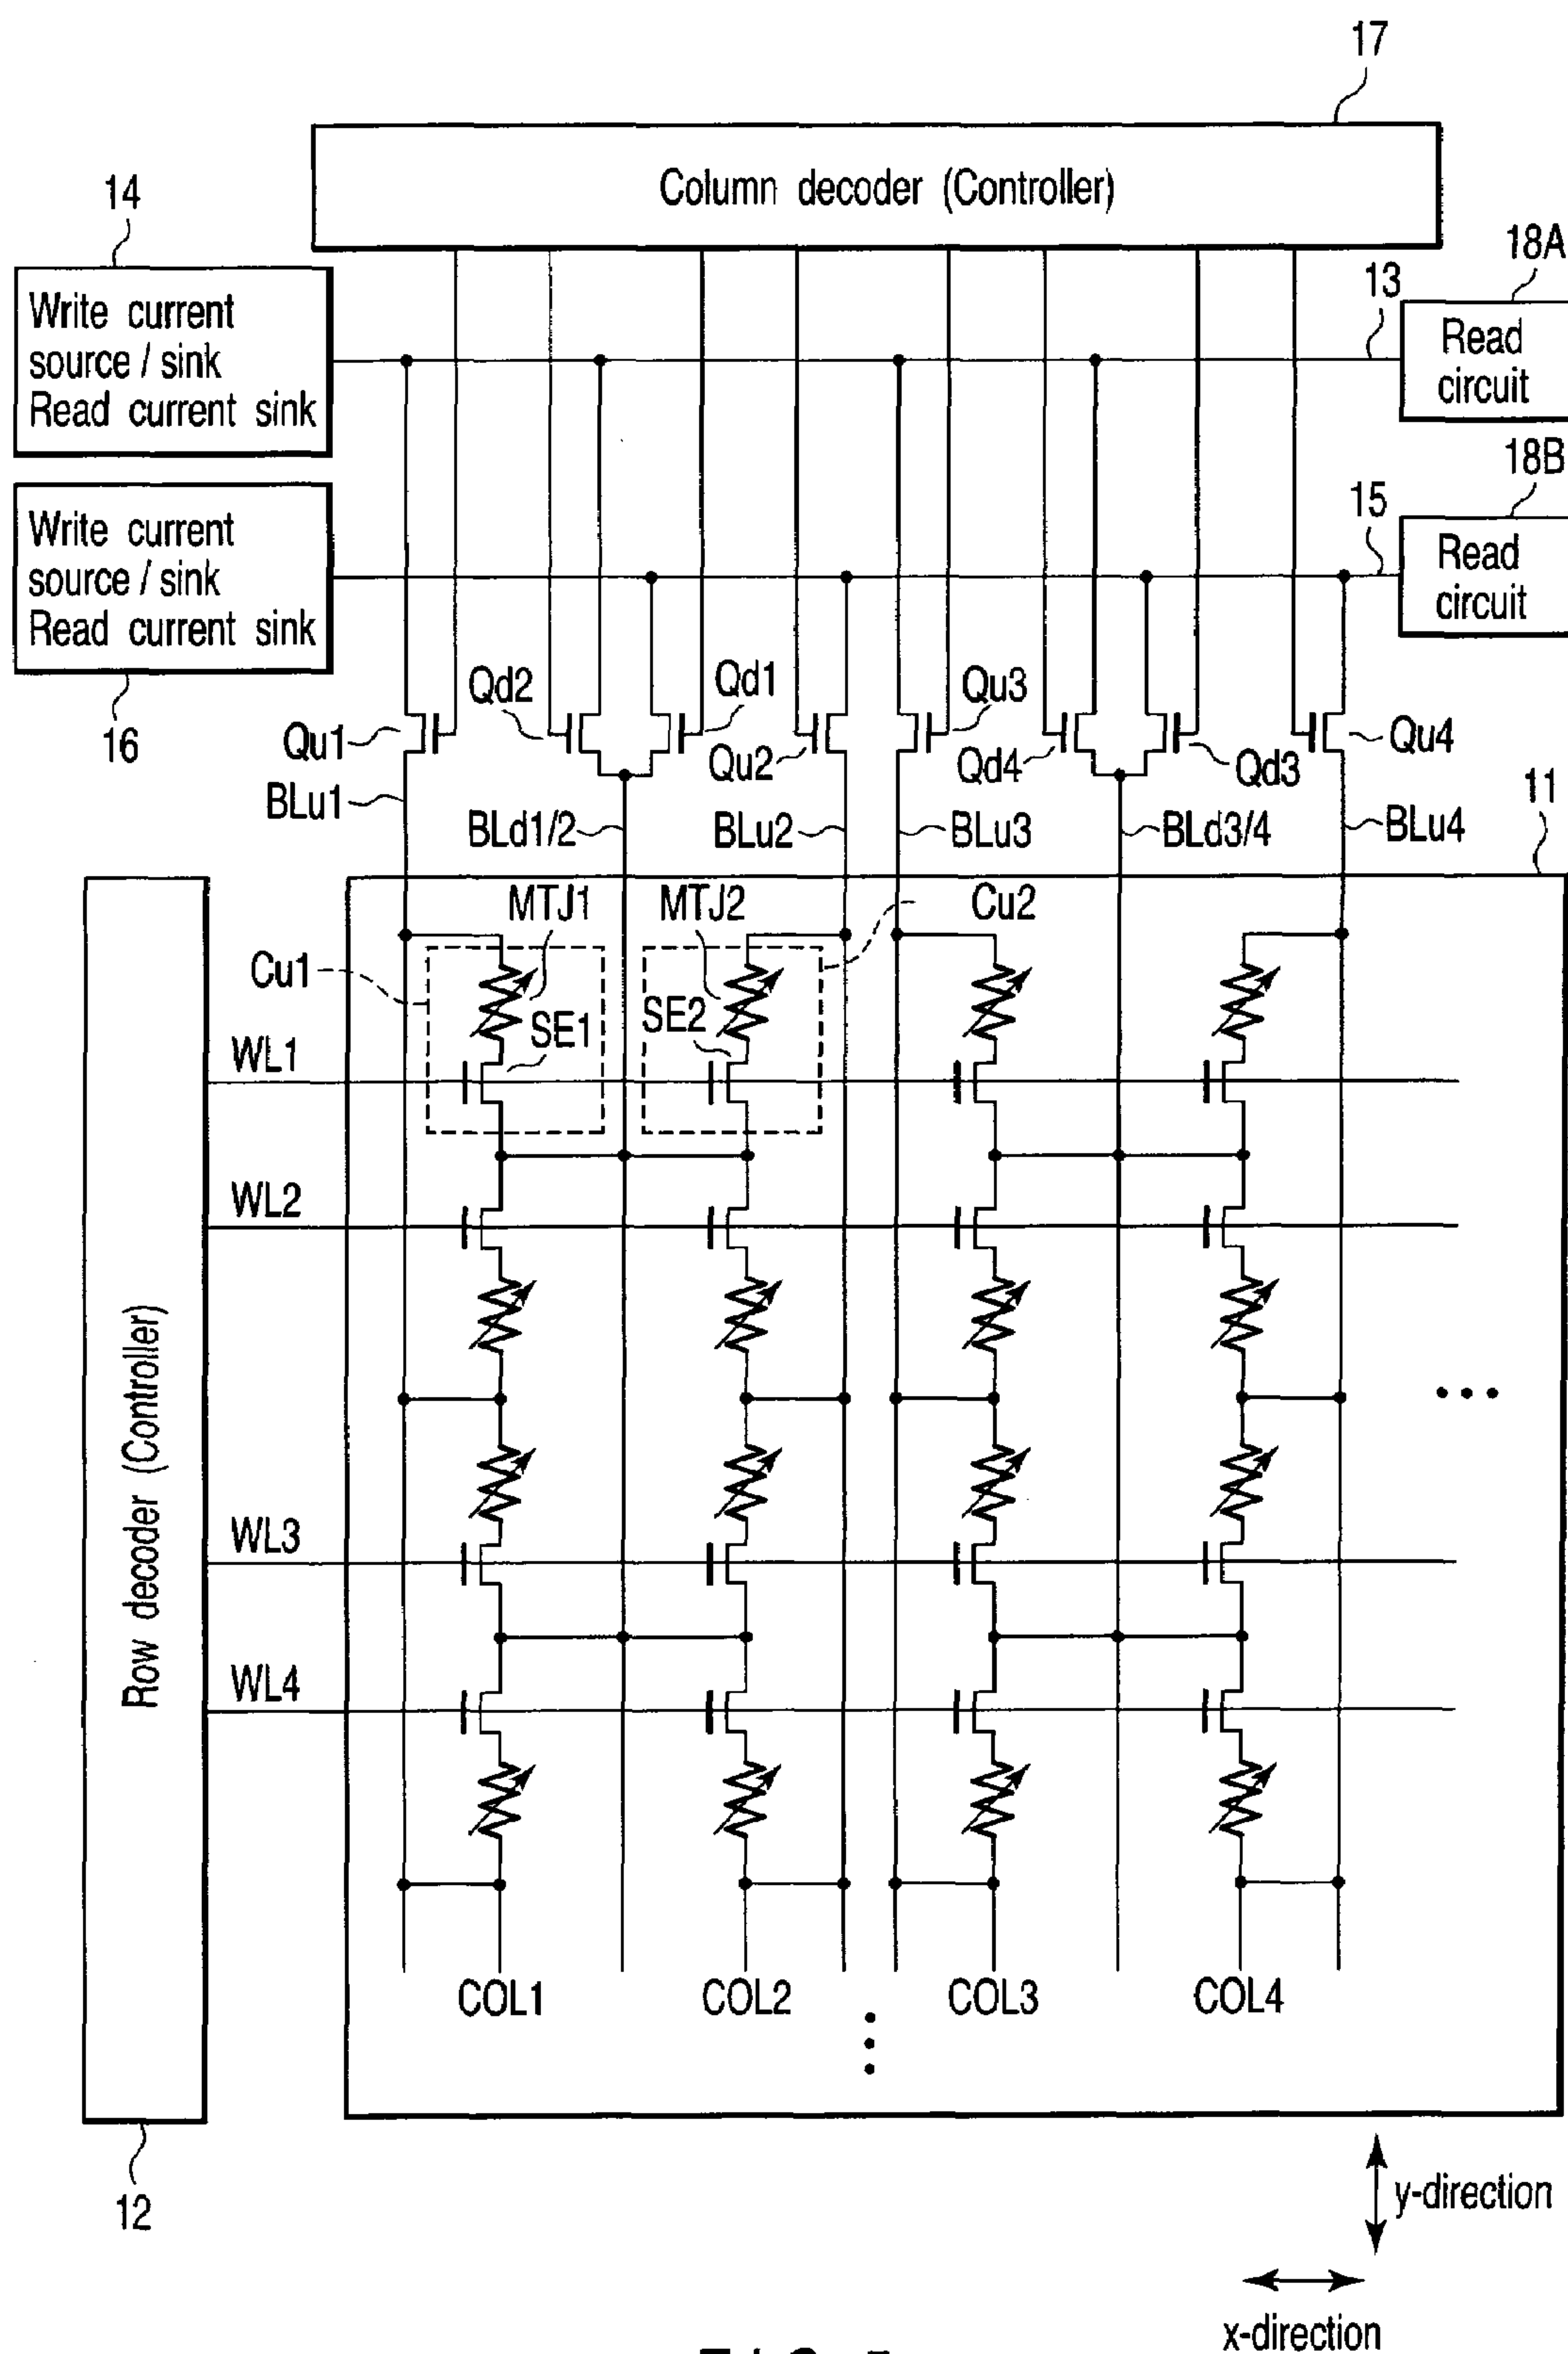 17
Column decoder (Controller)
14
Write current
source / sink
Read current sink
18A
13
Read
circuit
Write current
source / sink
Read current sink
16
18B
15
Read
circuit
Qu1
Qd2
Qd1
Qu2
Qu3
Qd4
Qd3
Qu4
BLu1
BLd1/2
BLu2
BLu3
BLd3/4
BLu4
11
MTJ1
MTJ2
Cu2
Cu1
SE1
SE2
WL1
WL2
WL3
WL4
Row decoder (Controller)
COL1
COL2
COL3
COL4
12
y-direction
x-direction